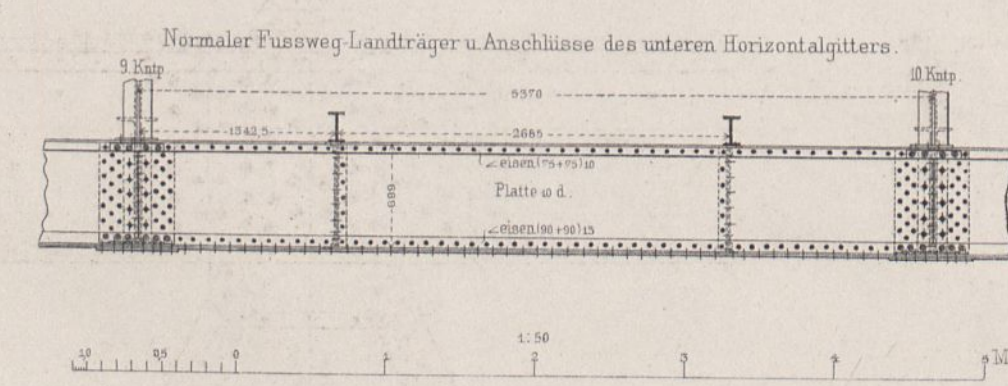 Normaler Fussweg-Landträger u. Anschlüsse des unteren Horizontalgitters.
9. Kntp
10. Kntp.
5370
1342,5
2685
∠eisen(75+75)10
689
Platte 10 d.
∠eisen(90+90)13
1:50
1,0 0,5 0 1 2 3 4 5 M